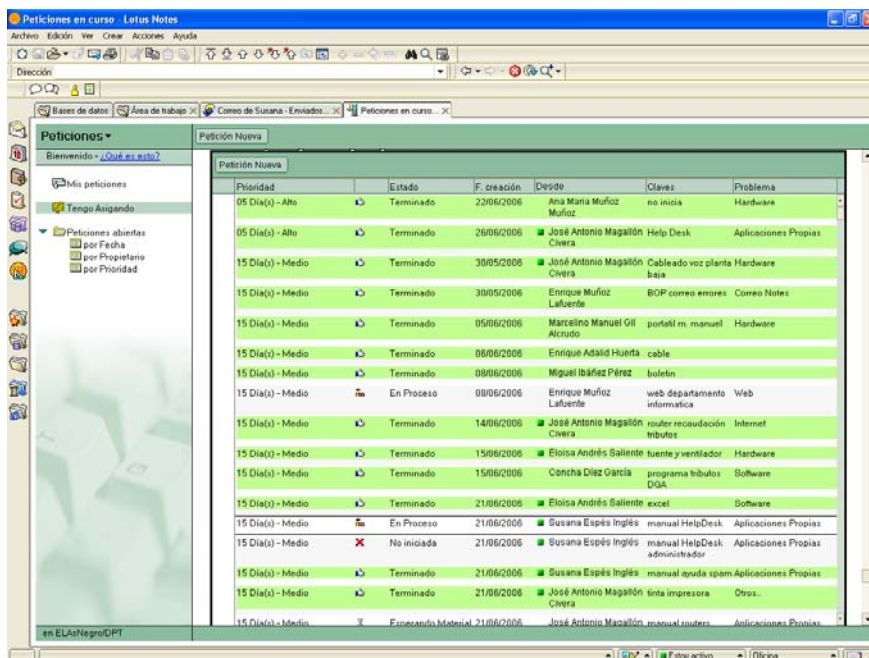 Peticiones en curso - Lotus Notes
Archivo Edición Ver Crear Acciones Ayuda
Dirección
Bases de datos Área de trabajo Correo de Susana - Enviados... Peticiones en curso...
Peticiones
Petición Nueva
Bienvenido - ¿Qué es esto?
Mis peticiones
Tengo Asigando
Peticiones abiertas
por Fecha
por Propietario
por Prioridad
Petición Nueva
Prioridad Estado F. creación Desde Claves Problema
05 Día(s) - Alto Terminado 22/06/2006 Ana Maria Muñoz no inicia Hardware
Muñoz
05 Día(s) - Alto Terminado 26/06/2006 José Antonio Magallón Help Desk Aplicaciones Propias
Civera
15 Día(s) - Medio Terminado 30/05/2006 José Antonio Magallón Cableado voz planta Hardware
Civera baja
15 Día(s) - Medio Terminado 30/05/2006 Enrique Muñoz BOP correo errores Correo Notes
Lafuente
15 Día(s) - Medio Terminado 05/06/2006 Marcelino Manuel Gil portatil m. manuel Hardware
Alcrudo
15 Día(s) - Medio Terminado 06/06/2006 Enrique Adalid Huerta cable
15 Día(s) - Medio Terminado 08/06/2006 Miguel Ibáñez Pérez boletin
15 Día(s) - Medio En Proceso 08/06/2006 Enrique Muñoz web departamento Web
Lafuente informatica
15 Día(s) - Medio Terminado 14/06/2006 José Antonio Magallón router recaudación Internet
Civera tributos
15 Día(s) - Medio Terminado 15/06/2006 Eloisa Andrés Saliente fuente y ventilador Hardware
15 Día(s) - Medio Terminado 15/06/2006 Concha Díez García programa tributos Software
DGA
15 Día(s) - Medio Terminado 21/06/2006 Eloisa Andrés Saliente excel Software
15 Día(s) - Medio En Proceso 21/06/2006 Susana Espés Inglés manual HelpDesk Aplicaciones Propias
15 Día(s) - Medio No iniciada 21/06/2006 Susana Espés Inglés manual HelpDesk Aplicaciones Propias
administrador
15 Día(s) - Medio Terminado 21/06/2006 Susana Espés Inglés manual ayuda spam Aplicaciones Propias
15 Día(s) - Medio Terminado 21/06/2006 José Antonio Magallón tinta impresora Otros..
Civera
15 Día(s) - Medio Esperando Material 21/06/2006 José Antonio Magallón manual routers Aplicaciones Propias
en ELAsNegro/DPT
Estoy activo Oficina